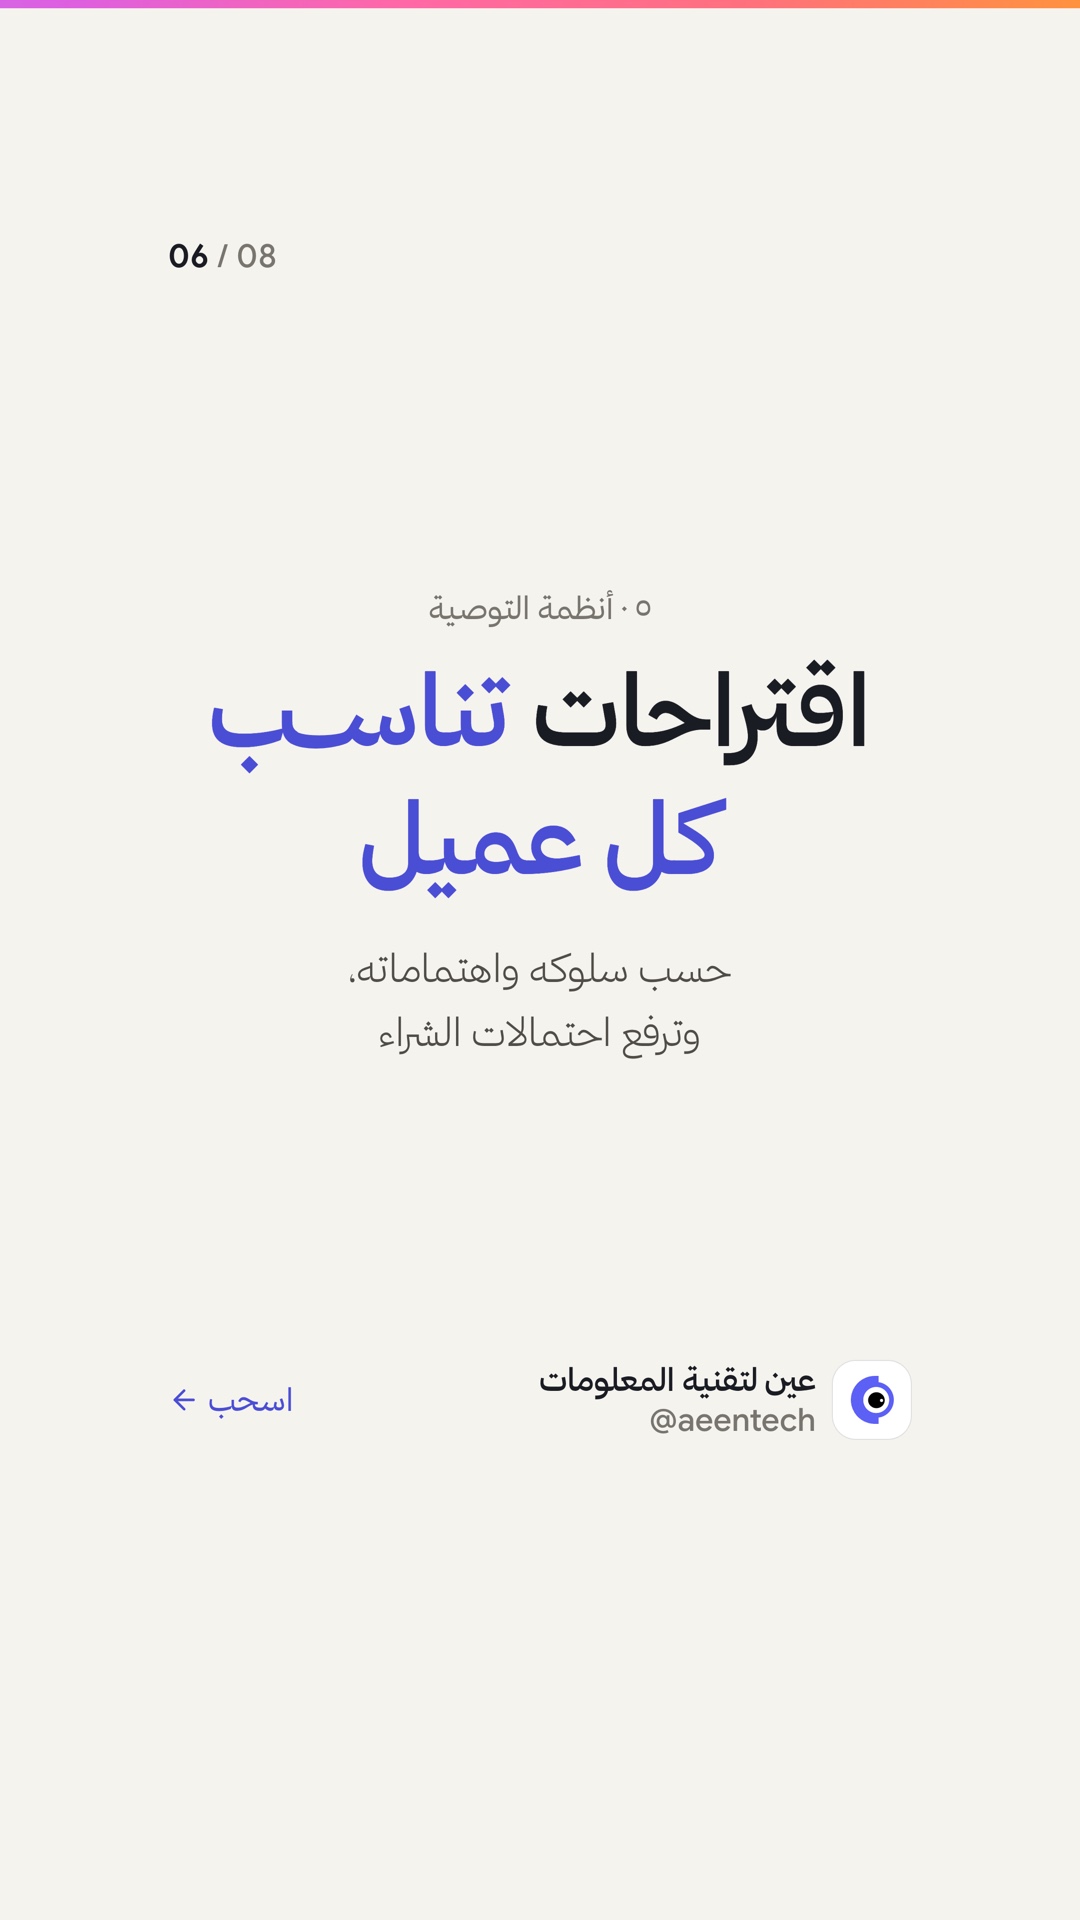 06 / 08
٥ · أنظمة التوصية
اقتراحات تناسب
كل عميل
حسب سلوكه واهتماماته،
وترفع احتمالات الشراء
عين لتقنية المعلومات
@aeentech
اسحب ←